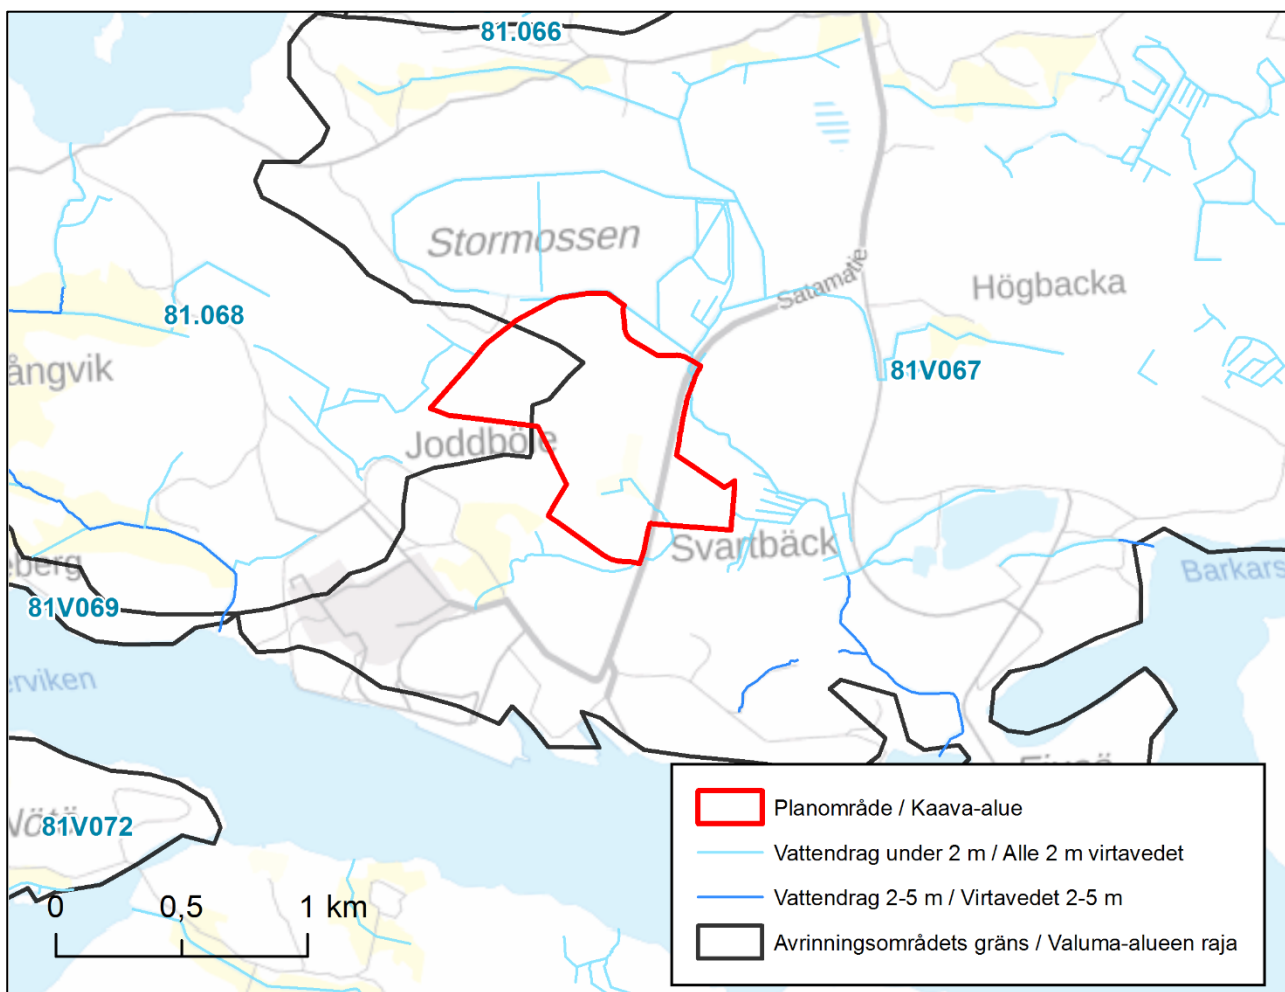 81.066
Stormossen
Satamatie
Högbacka
81.068
81V067
ångvik
Joddböle
Svartbäck
eberg
Barkars
81V069
erviken
Nötö
81V072
0 0,5 1 km
Planområde / Kaava-alue
Vattendrag under 2 m / Alle 2 m virtavedet
Vattendrag 2-5 m / Virtavedet 2-5 m
Avrinningsområdets gräns / Valuma-alueen raja